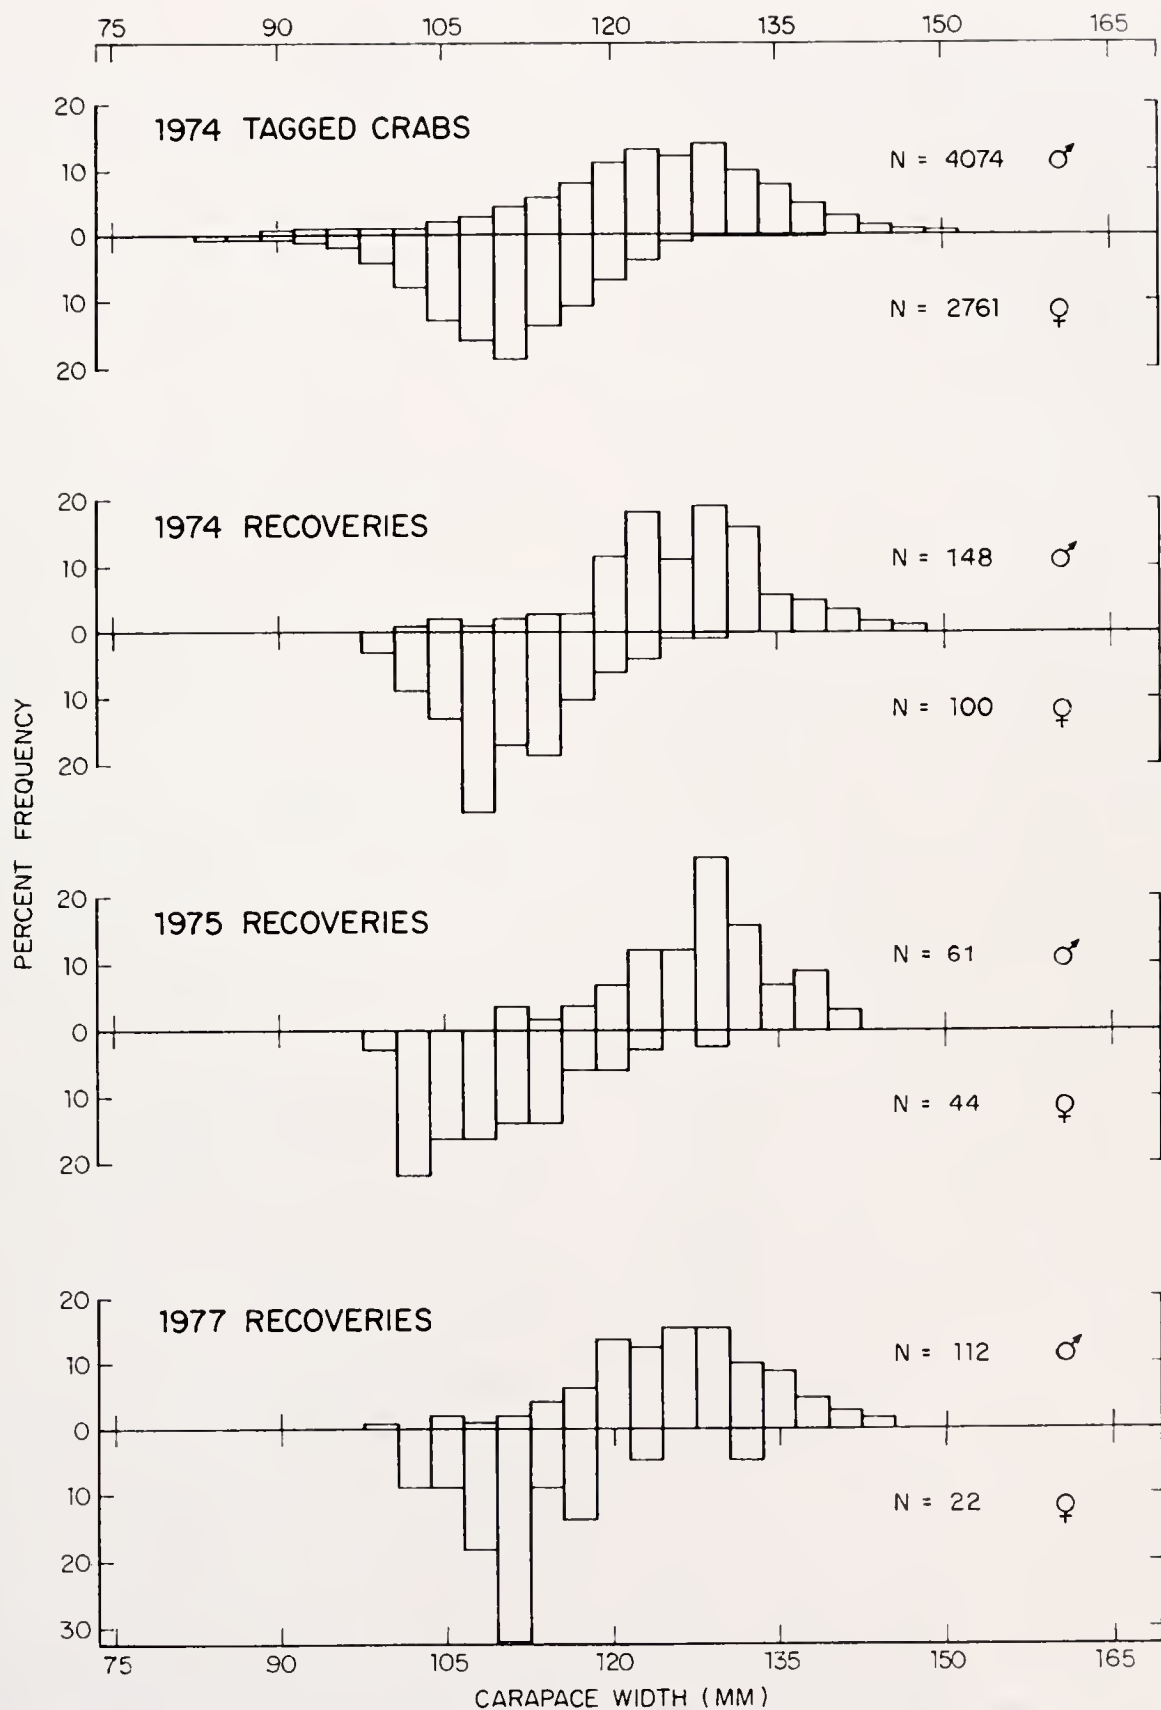 75 105 120 135 150 165
20
1974 TAGGED CRABS
N = 4074 ♂
10
0
10
N = 2761 ♀
20
20
1974 RECOVERIES
N = 148 ♂
10
0
10
N = 100 ♀
20
PERCENT FREQUENCY
20
1975 RECOVERIES
N = 61 ♂
10
0
10
N = 44 ♀
20
20
1977 RECOVERIES
N = 112 ♂
10
0
10
N = 22 ♀
20
30
75 90 105 120 135 150 165
CARAPACE WIDTH (MM)